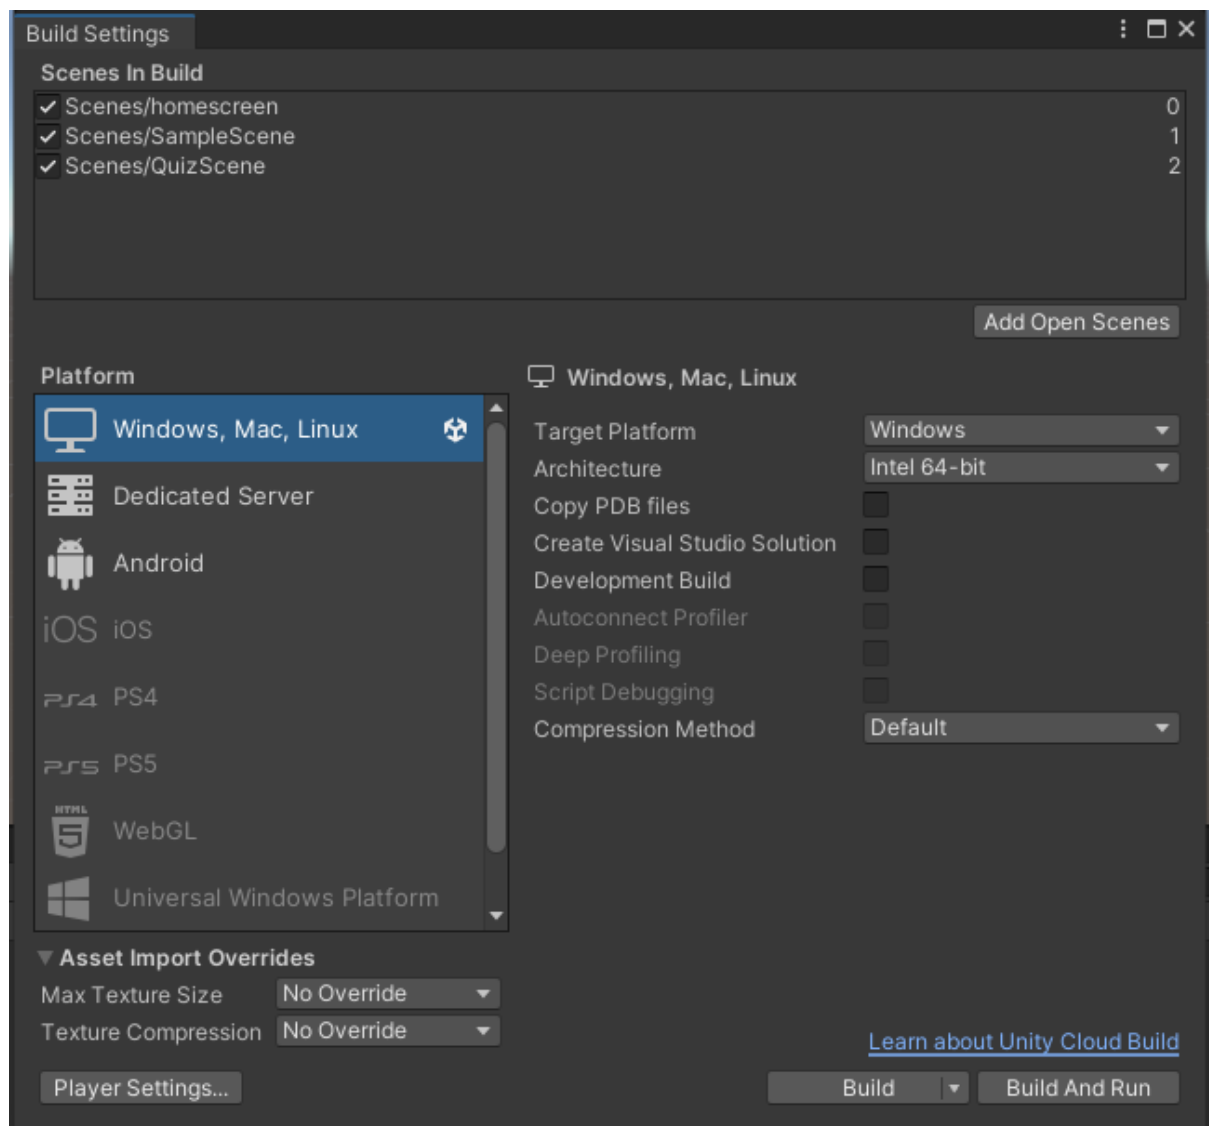 Build Settings
Scenes In Build
Scenes/homescreen 0
Scenes/SampleScene 1
Scenes/QuizScene 2
Add Open Scenes
Platform
Windows, Mac, Linux
Dedicated Server
Android
iOS iOS
PS4 PS4
PS5 PS5
HTML 5 WebGL
Universal Windows Platform
Windows, Mac, Linux
Target Platform Windows
Architecture Intel 64-bit
Copy PDB files
Create Visual Studio Solution
Development Build
Autoconnect Profiler
Deep Profiling
Script Debugging
Compression Method Default
Asset Import Overrides
Max Texture Size No Override
Texture Compression No Override
Learn about Unity Cloud Build
Player Settings... Build Build And Run